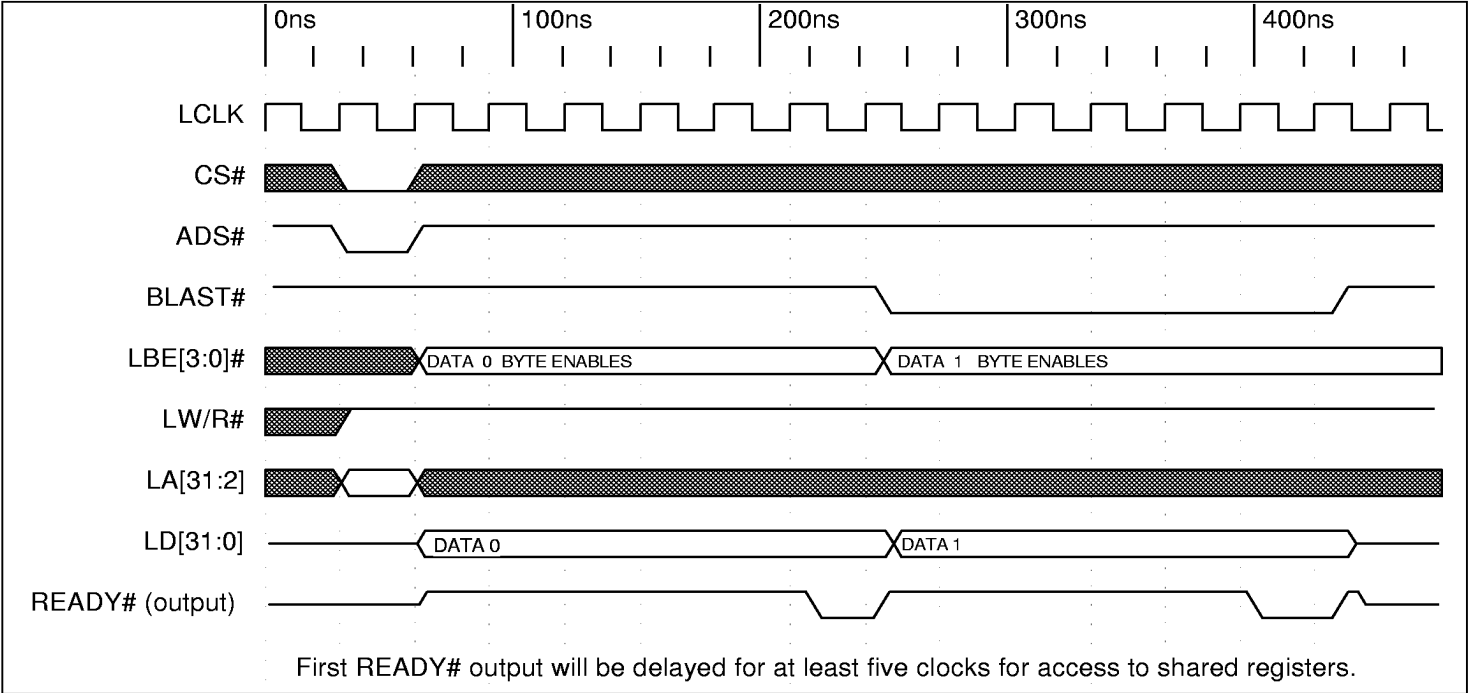 0ns 100ns 200ns 300ns 400ns
LCLK
CS#
ADS#
BLAST#
LBE[3:0]# DATA 0 BYTE ENABLES DATA 1 BYTE ENABLES
LW/R#
LA[31:2]
LD[31:0] DATA 0 DATA 1
READY# (output)
First READY# output will be delayed for at least five clocks for access to shared registers.